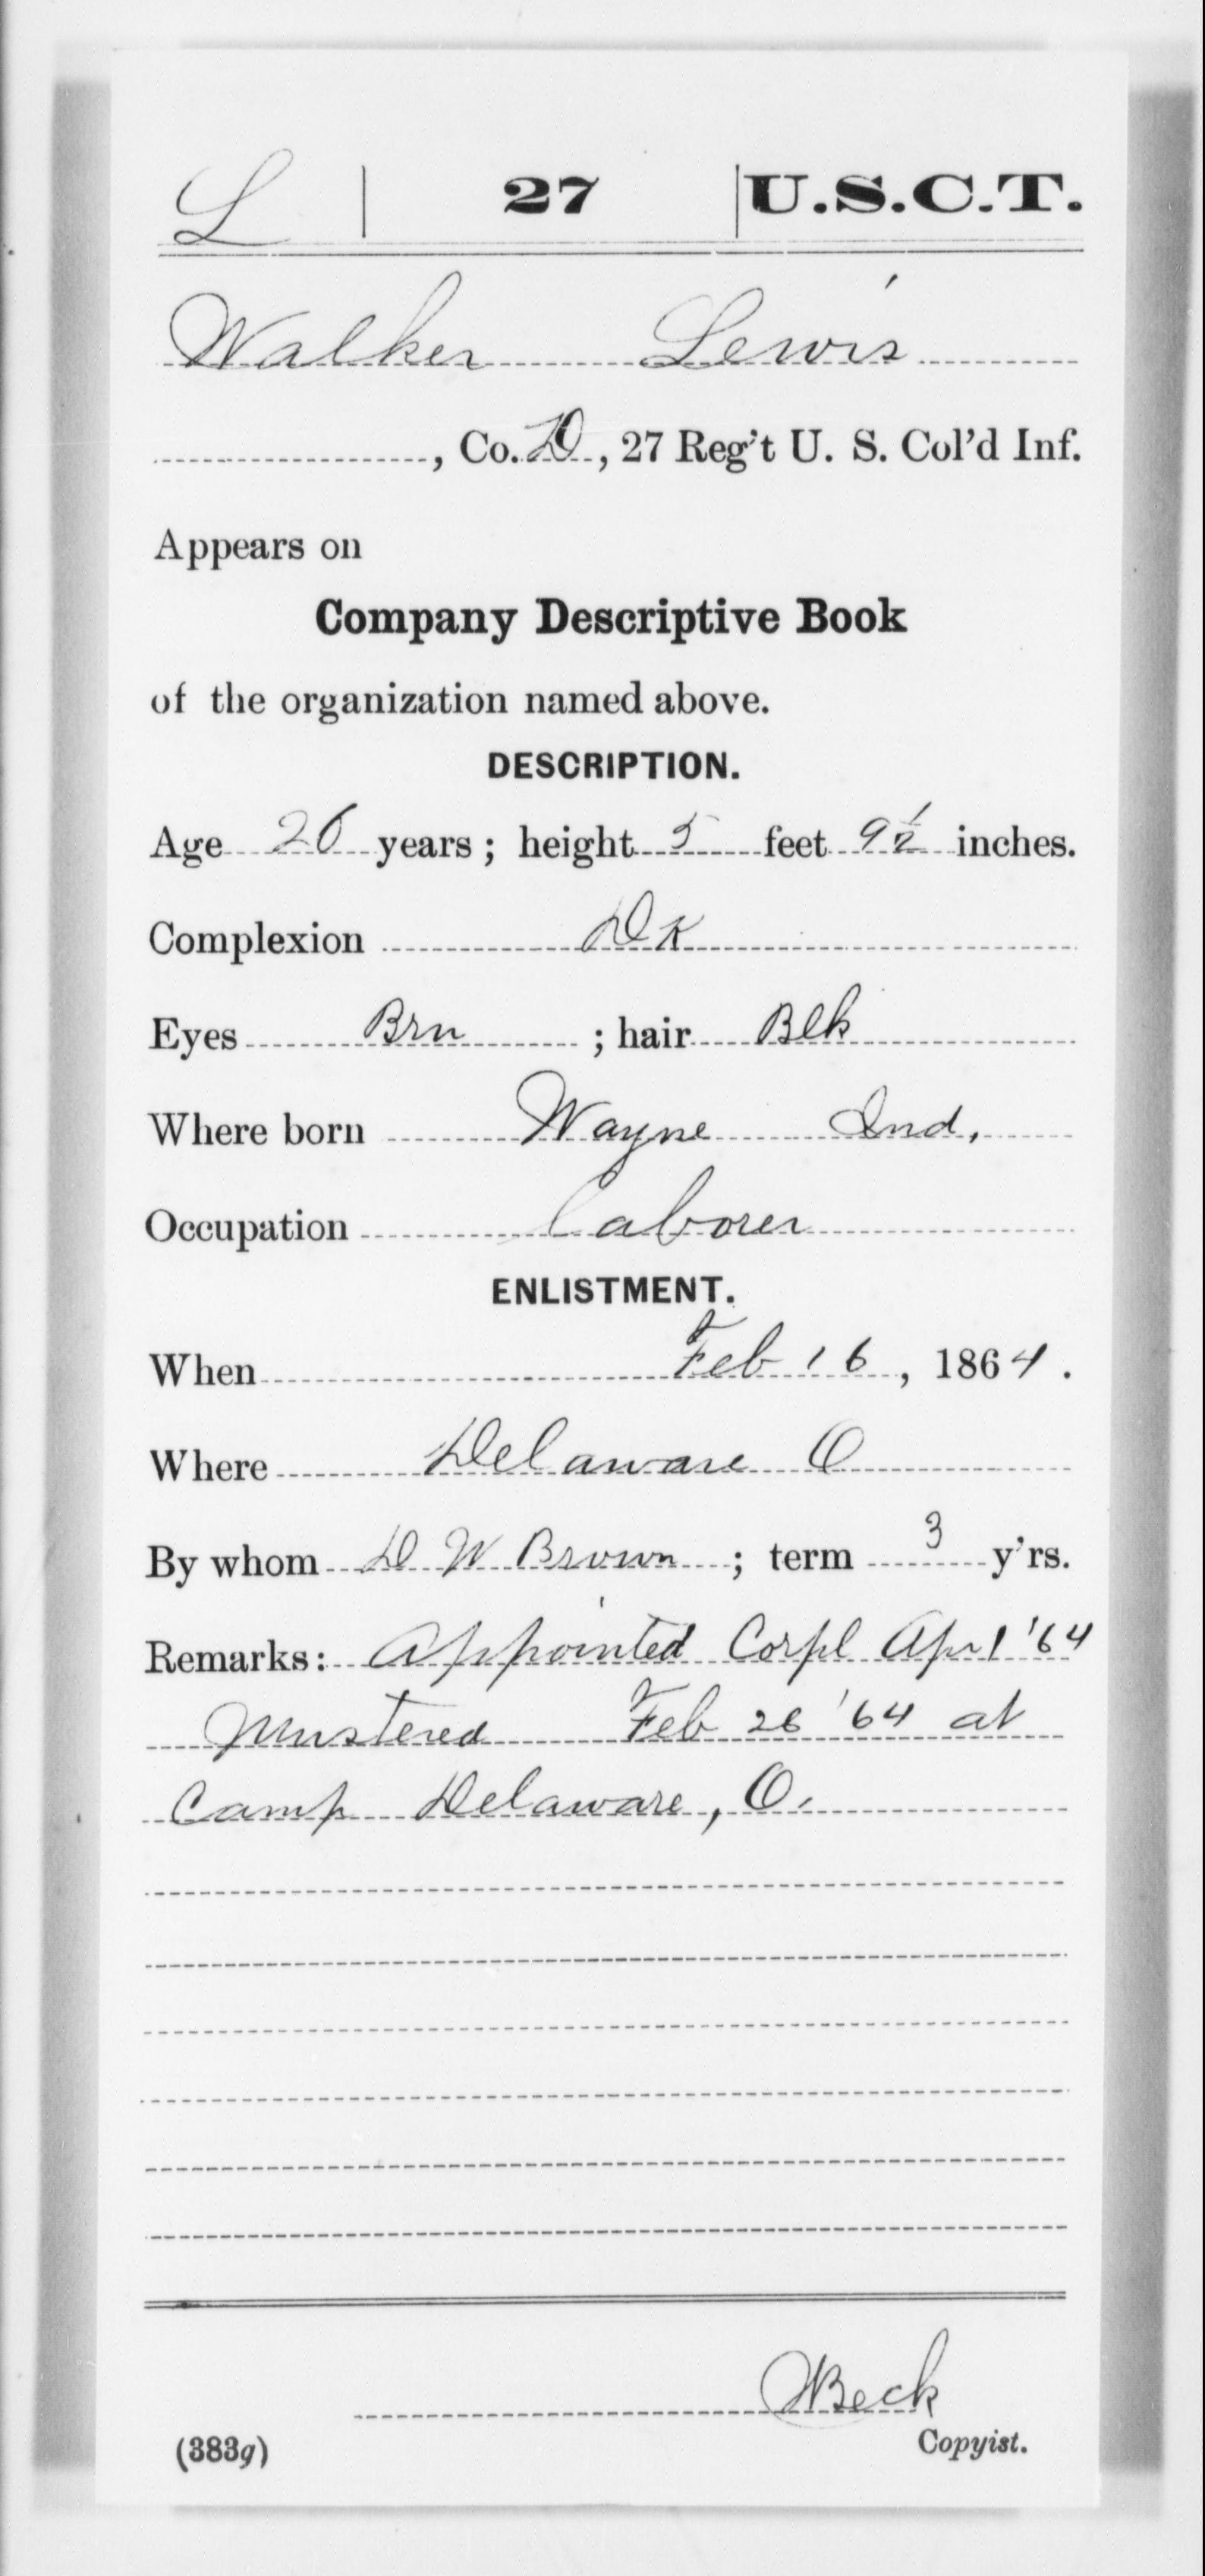 L 27 U.S.C.T.
Walker Lewis
, Co. D, 27 Reg't U. S. Col'd Inf.
Appears on
Company Descriptive Book
of the organization named above.
DESCRIPTION.
Age 26 years; height 5 feet 9½ inches.
Complexion Dk
Eyes Brn ; hair Blk
Where born Wayne Ind,
Occupation Laborer
ENLISTMENT.
When Feb 16, 1864.
Where Delaware O
By whom D W Brown; term 3 y'rs.
Remarks: Appointed Corpl Apr 1 '64
Mustered Feb 26 '64 at
Camp Delaware, O.
Beck
(383g) Copyist.